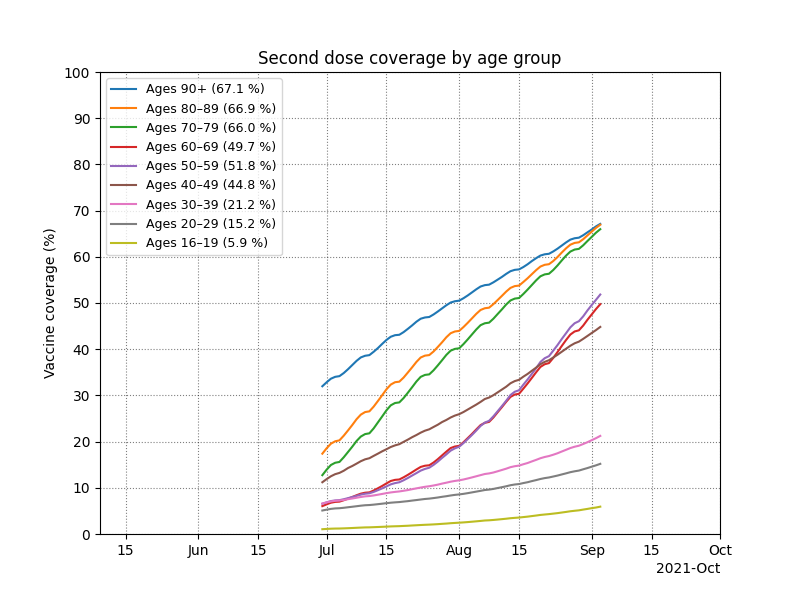 Second dose coverage by age group
Vaccine coverage (%)
100
90
80
70
60
50
40
30
20
10
0
Ages 90+ (67.1 %)
Ages 80–89 (66.9 %)
Ages 70–79 (66.0 %)
Ages 60–69 (49.7 %)
Ages 50–59 (51.8 %)
Ages 40–49 (44.8 %)
Ages 30–39 (21.2 %)
Ages 20–29 (15.2 %)
Ages 16–19 (5.9 %)
15 Jun 15 Jul 15 Aug 15 Sep 15 Oct
2021-Oct